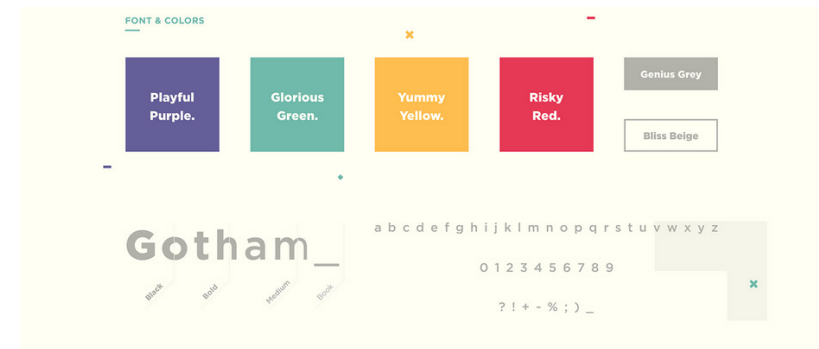 FONT & COLORS
Playful
Purple.
Glorious
Green.
Yummy
Yellow.
Risky
Red.
Genius Grey
Bliss Beige
Gotham_
Black
Bold
Medium
Book
a b c d e f g h i j k l m n o p q r s t u v w x y z
0 1 2 3 4 5 6 7 8 9
? ! + - % ; ) _